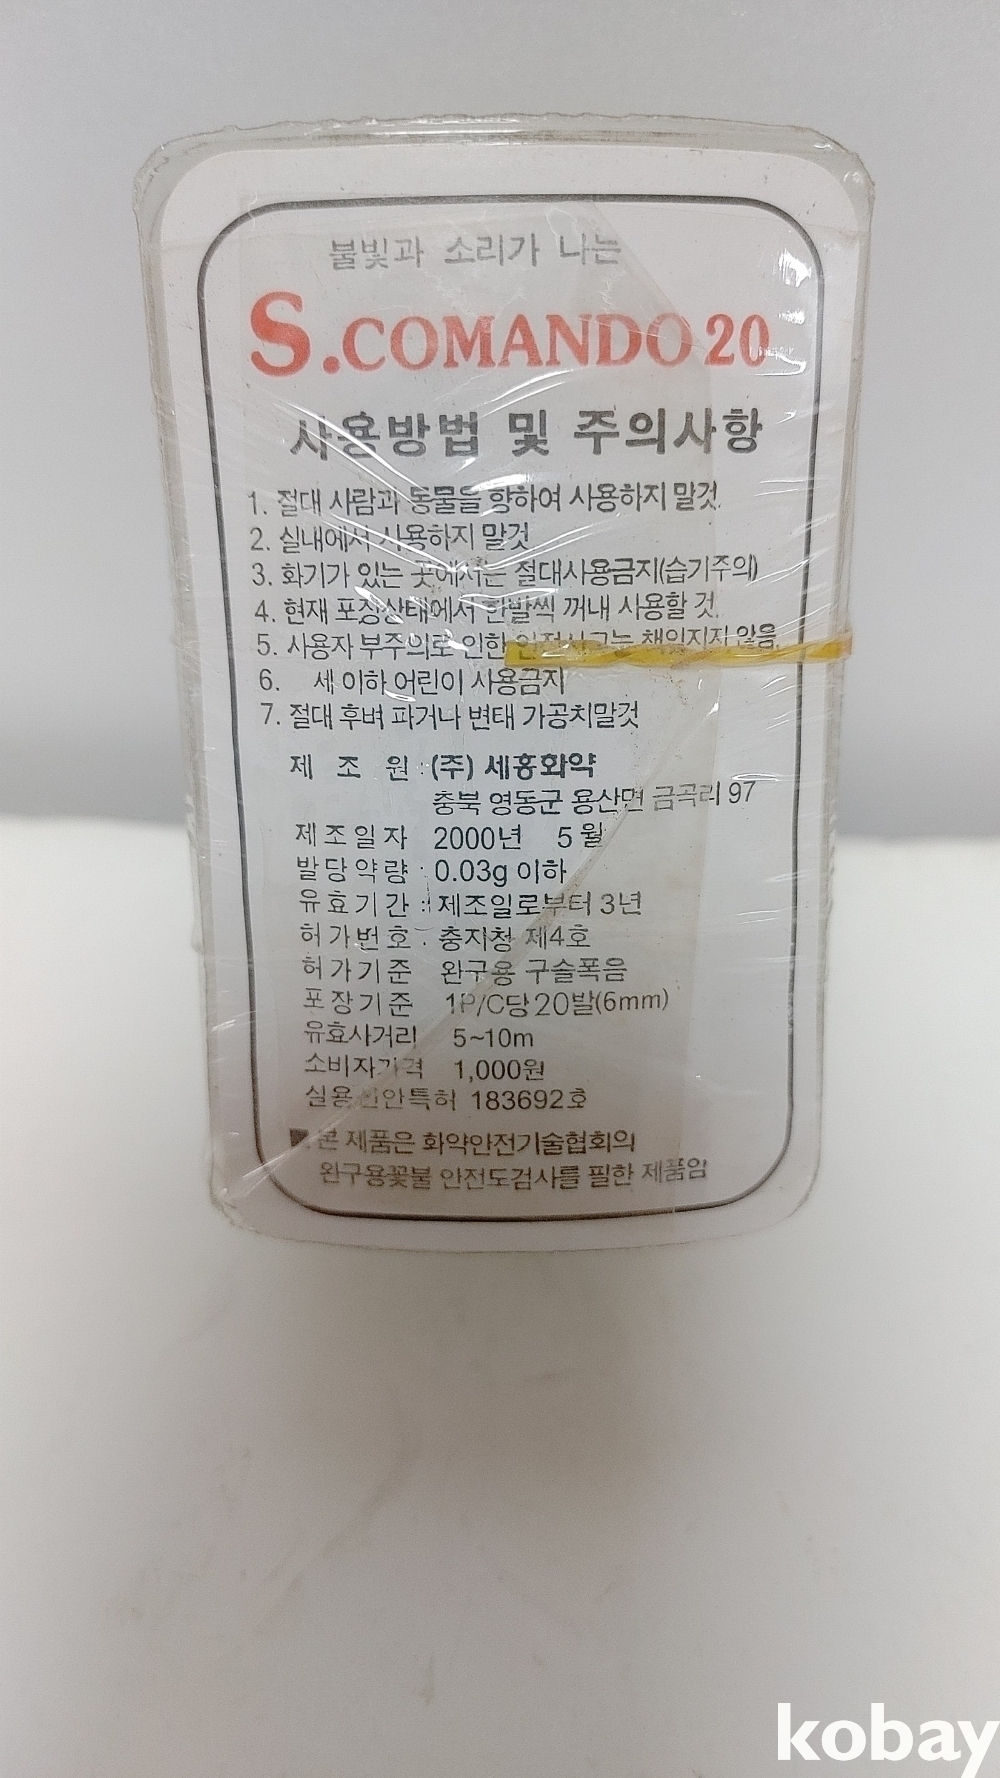 불빛과 소리가 나는
S.COMANDO 20
사용방법 및 주의사항
1. 절대 사람과 동물을 향하여 사용하지 말것.
2. 실내에서 사용하지 말것
3. 화기가 있는 곳에서는 절대사용금지(습기주의)
4. 현재 포장상태에서 한발씩 꺼내 사용할 것.
5. 사용자 부주의로 인한 안전사고는 책임지지 않음.
6. 세 이하 어린이 사용금지
7. 절대 후벼 파거나 변태 가공치말것
제 조 원 : (주) 세흥화약
충북 영동군 용산면 금곡리 97
제조일자 2000년 5월
발당약량 : 0.03g 이하
유효기간 : 제조일로부터 3년
허가번호 : 충지청 제4호
허가기준 완구용 구슬폭음
포장기준 1P/C당 20발(6mm)
유효사거리 5~10m
소비자가격 1,000원
실용신안특허 183692호
■ 본 제품은 화약안전기술협회의
완구용꽃불 안전도검사를 필한 제품임
kobay